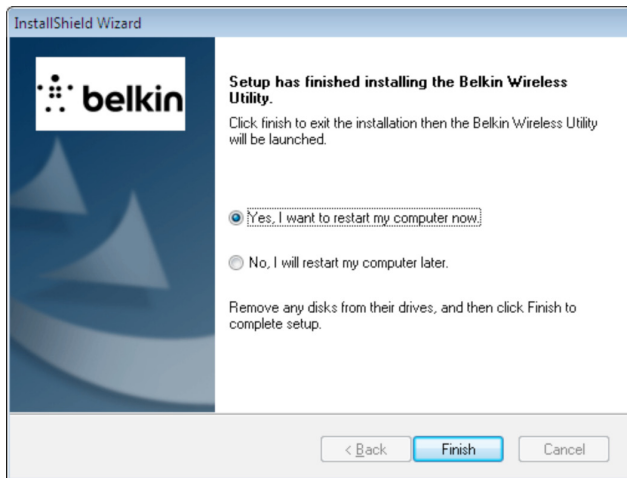 InstallShield Wizard
belkin
Setup has finished installing the Belkin Wireless
Utility.
Click finish to exit the installation then the Belkin Wireless Utility
will be launched.
Yes, I want to restart my computer now.
No, I will restart my computer later.
Remove any disks from their drives, and then click Finish to
complete setup.
< Back Finish Cancel